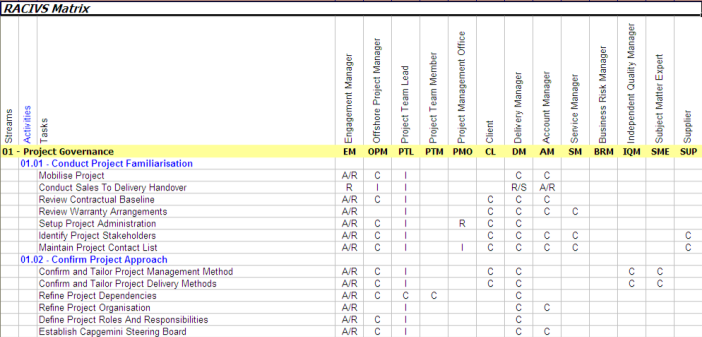 RACIVS Matrix
Streams Activities Tasks Engagement Manager Offshore Project Manager Project Team Lead Project Team Member Project Management Office Client Delivery Manager Account Manager Service Manager Business Risk Manager Independent Quality Manager Subject Matter Expert Supplier
01 - Project Governance EM OPM PTL PTM PMO CL DM AM SM BRM IQM SME SUP
01.01 - Conduct Project Familiarisation
Mobilise Project A/R C I C C
Conduct Sales To Delivery Handover R I I R/S A/R
Review Contractual Baseline A/R C I C C C
Review Warranty Arrangements A/R I C C C C
Setup Project Administration A/R C I R C C
Identify Project Stakeholders A/R C I C C C C C
Maintain Project Contact List A/R C I I C C C C C
01.02 - Confirm Project Approach
Confirm and Tailor Project Management Method A/R C I C C C C
Confirm and Tailor Project Delivery Methods A/R C I C C C C
Refine Project Dependencies A/R C C C C
Refine Project Organisation A/R I C C
Define Project Roles And Responsibilities A/R C I C
Establish Capgemini Steering Board A/R C I C C